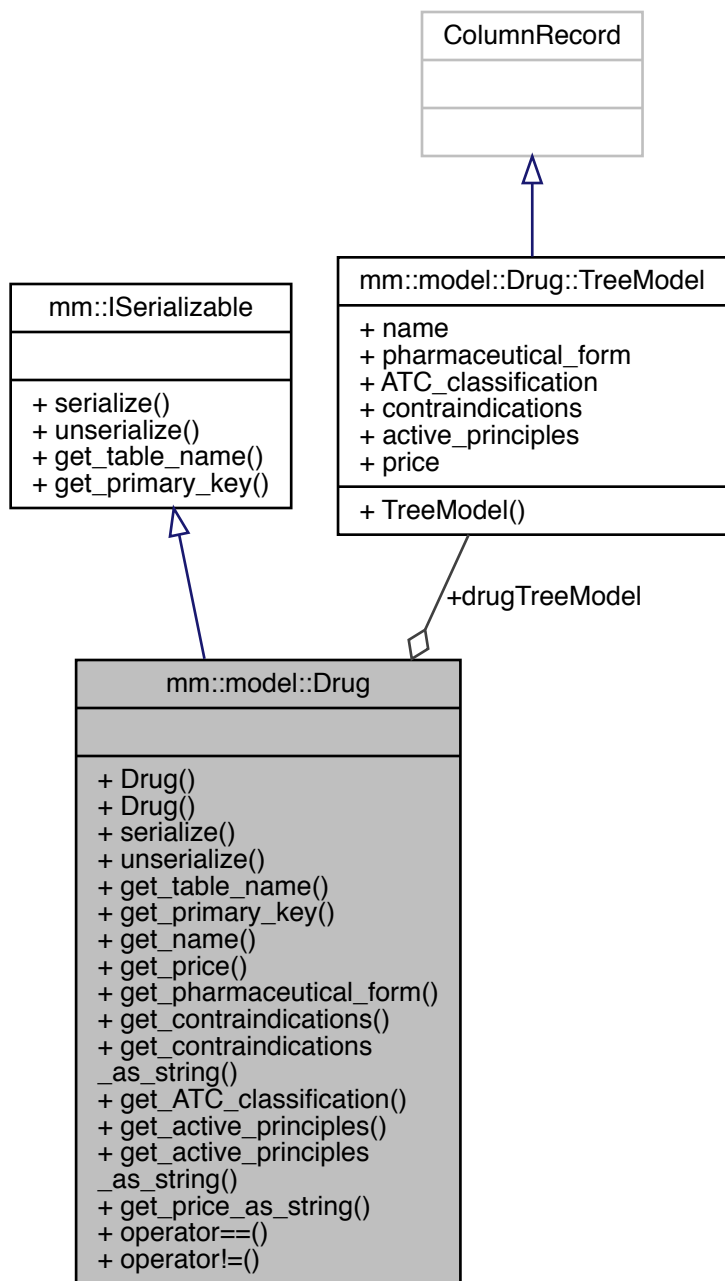 ColumnRecord
mm::model::Drug::TreeModel
+ name
+ pharmaceutical_form
+ ATC_classification
+ contraindications
+ active_principles
+ price
+ TreeModel()
mm::ISerializable
+ serialize()
+ unserialize()
+ get_table_name()
+ get_primary_key()
+drugTreeModel
mm::model::Drug
+ Drug()
+ Drug()
+ serialize()
+ unserialize()
+ get_table_name()
+ get_primary_key()
+ get_name()
+ get_price()
+ get_pharmaceutical_form()
+ get_contraindications()
+ get_contraindications
_as_string()
+ get_ATC_classification()
+ get_active_principles()
+ get_active_principles
_as_string()
+ get_price_as_string()
+ operator==()
+ operator!=()